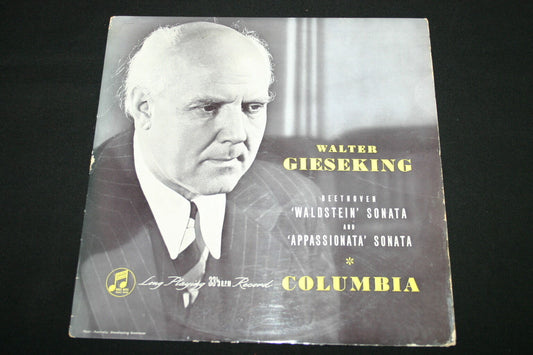 WALTER
GIESEKING
BEETHOVEN
'WALDSTEIN' SONATA
AND
'APPASSIONATA' SONATA
*
COLUMBIA
Long Playing 33⅓ R.P.M Record